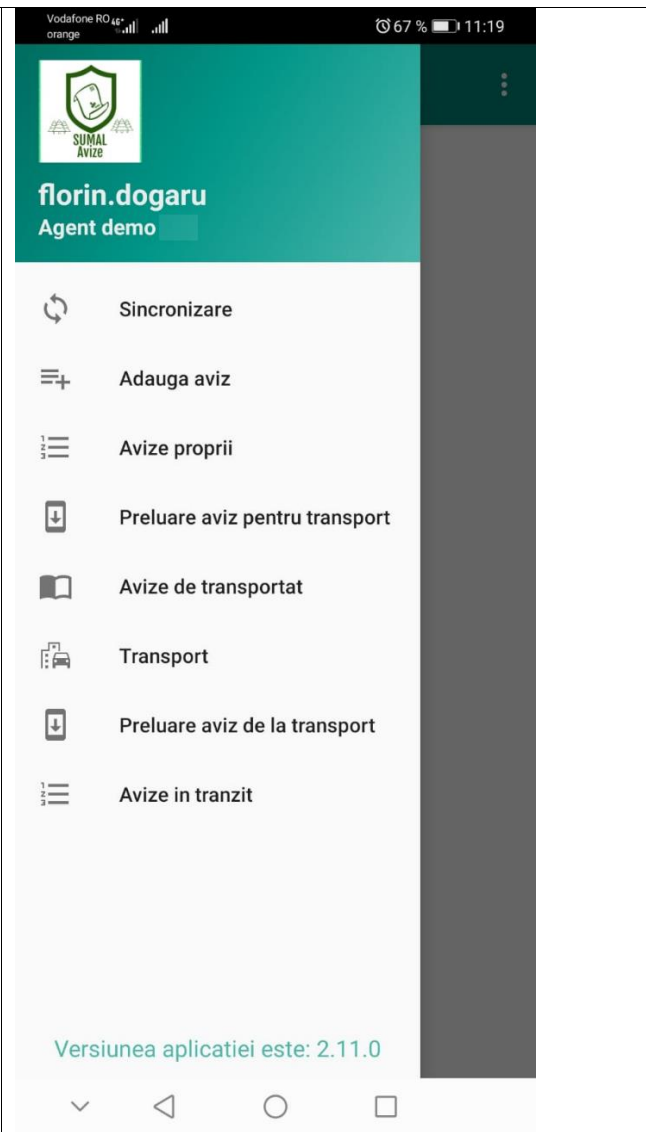 Vodafone RO 4G+
orange
67 % 11:19
SUMAL
Avize
florin.dogaru
Agent demo
Sincronizare
Adauga aviz
Avize proprii
Preluare aviz pentru transport
Avize de transportat
Transport
Preluare aviz de la transport
Avize in tranzit
Versiunea aplicatiei este: 2.11.0